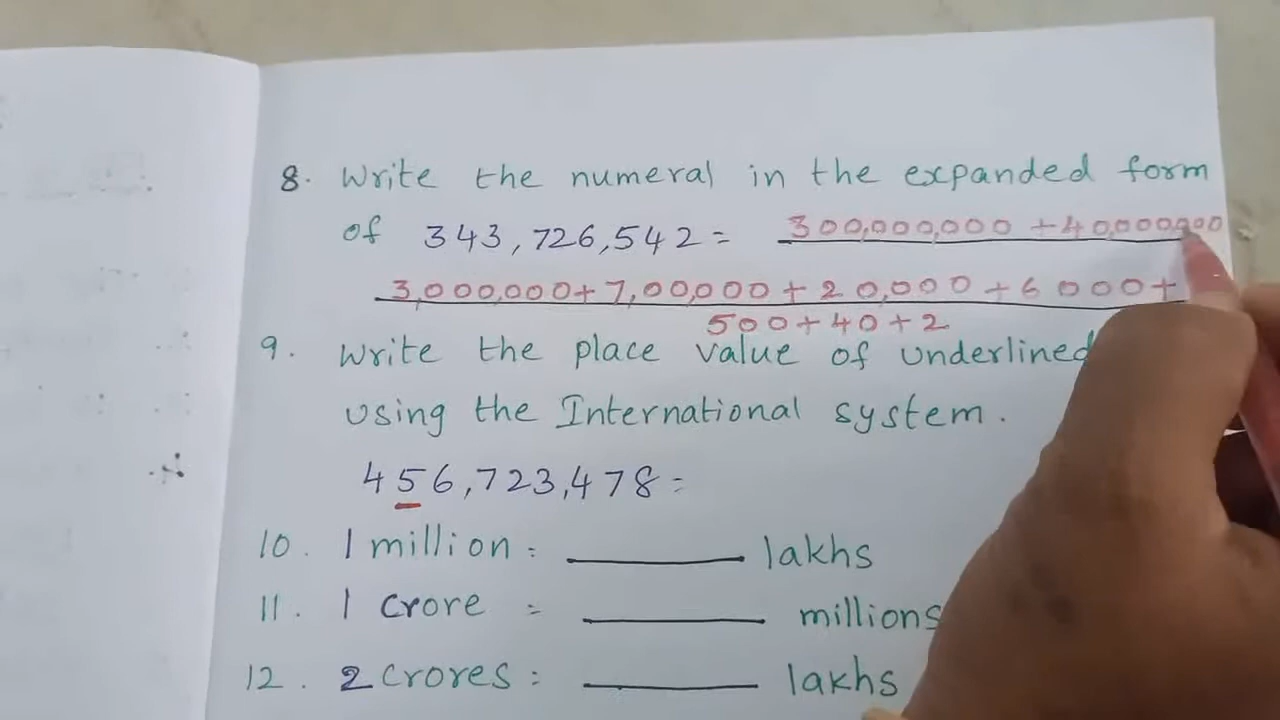 8. Write the numeral in the expanded form
of 343,726,542 = 300,000,000 + 40,000000
3,000,000 + 7,00,000 + 20,000 + 6000 +
500 + 40 + 2
9. Write the place value of underlined
using the International system.
456,723,478 =
10. 1 million = lakhs
11. 1 crore = millions
12. 2 crores = lakhs